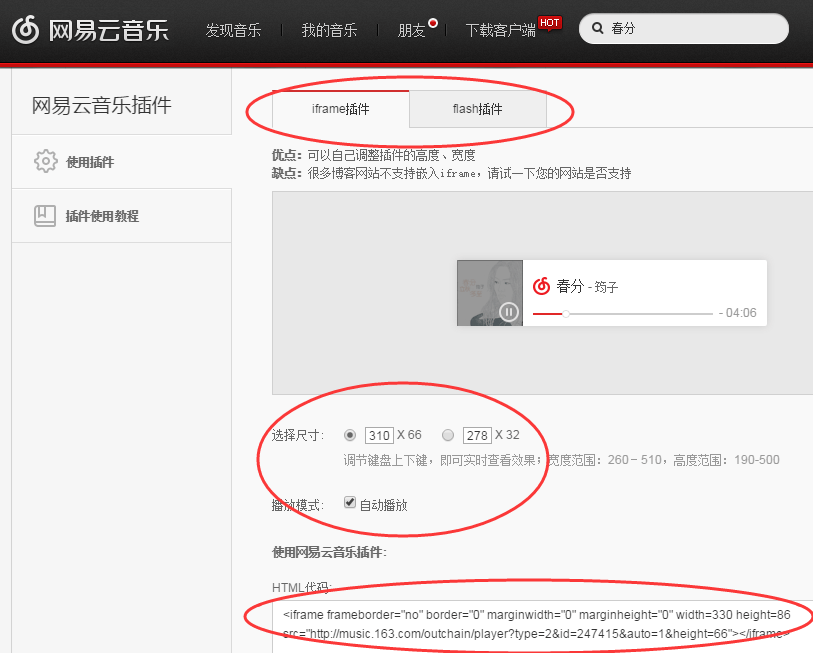 网易云音乐 发现音乐 我的音乐 朋友 下载客户端 HOT 春分
网易云音乐插件
使用插件
插件使用教程
iframe插件 flash插件
优点：可以自己调整插件的高度、宽度
缺点：很多博客网站不支持嵌入iframe，请试一下您的网站是否支持
春分 - 筠子
- 04:06
选择尺寸： 310 X 66 278 X 32
调节键盘上下键，即可实时查看效果；宽度范围：260－510，高度范围：190-500
播放模式： 自动播放
使用网易云音乐插件：
HTML代码：
<iframe frameborder="no" border="0" marginwidth="0" marginheight="0" width=330 height=86
src="http://music.163.com/outchain/player?type=2&id=247415&auto=1&height=66"></iframe>